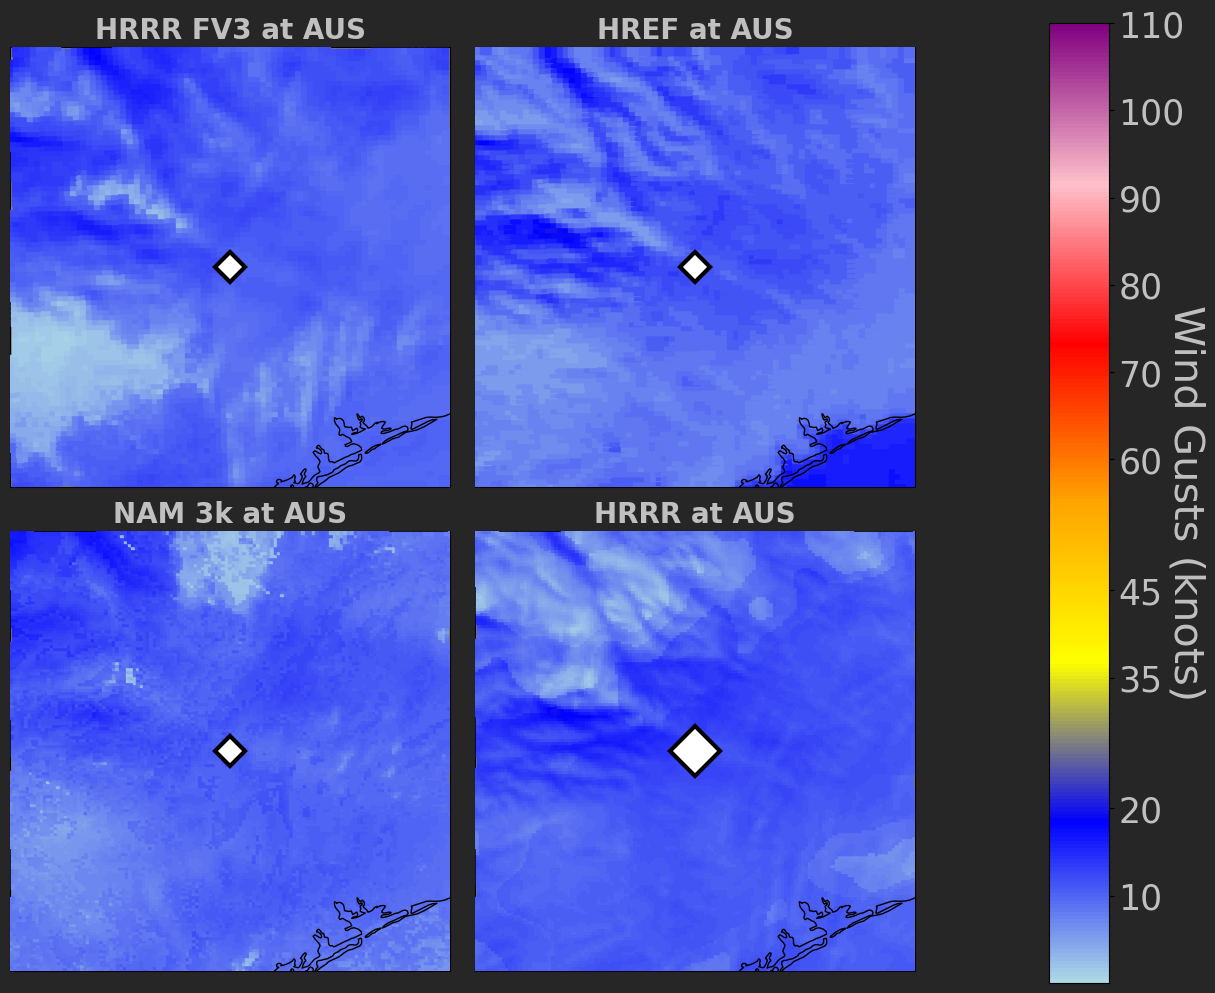 HRRR FV3 at AUS
HREF at AUS
NAM 3k at AUS
HRRR at AUS
110
100
90
80
70
60
45
35
20
10
Wind Gusts (knots)